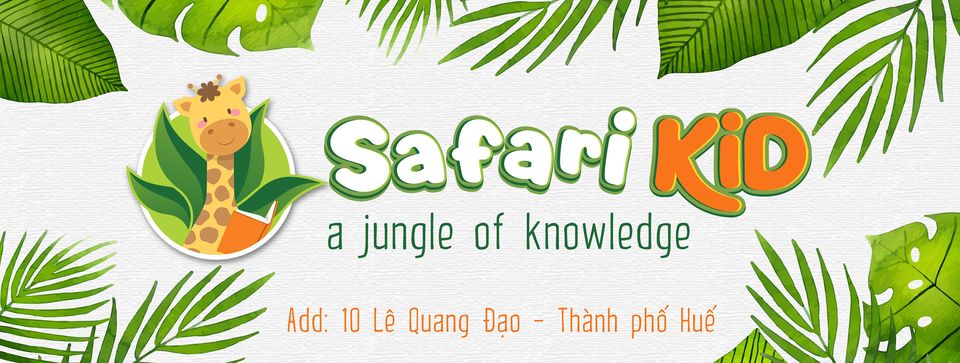 Safari KiD
a jungle of knowledge
Add: 10 Lê Quang Đạo - Thành phố Huế